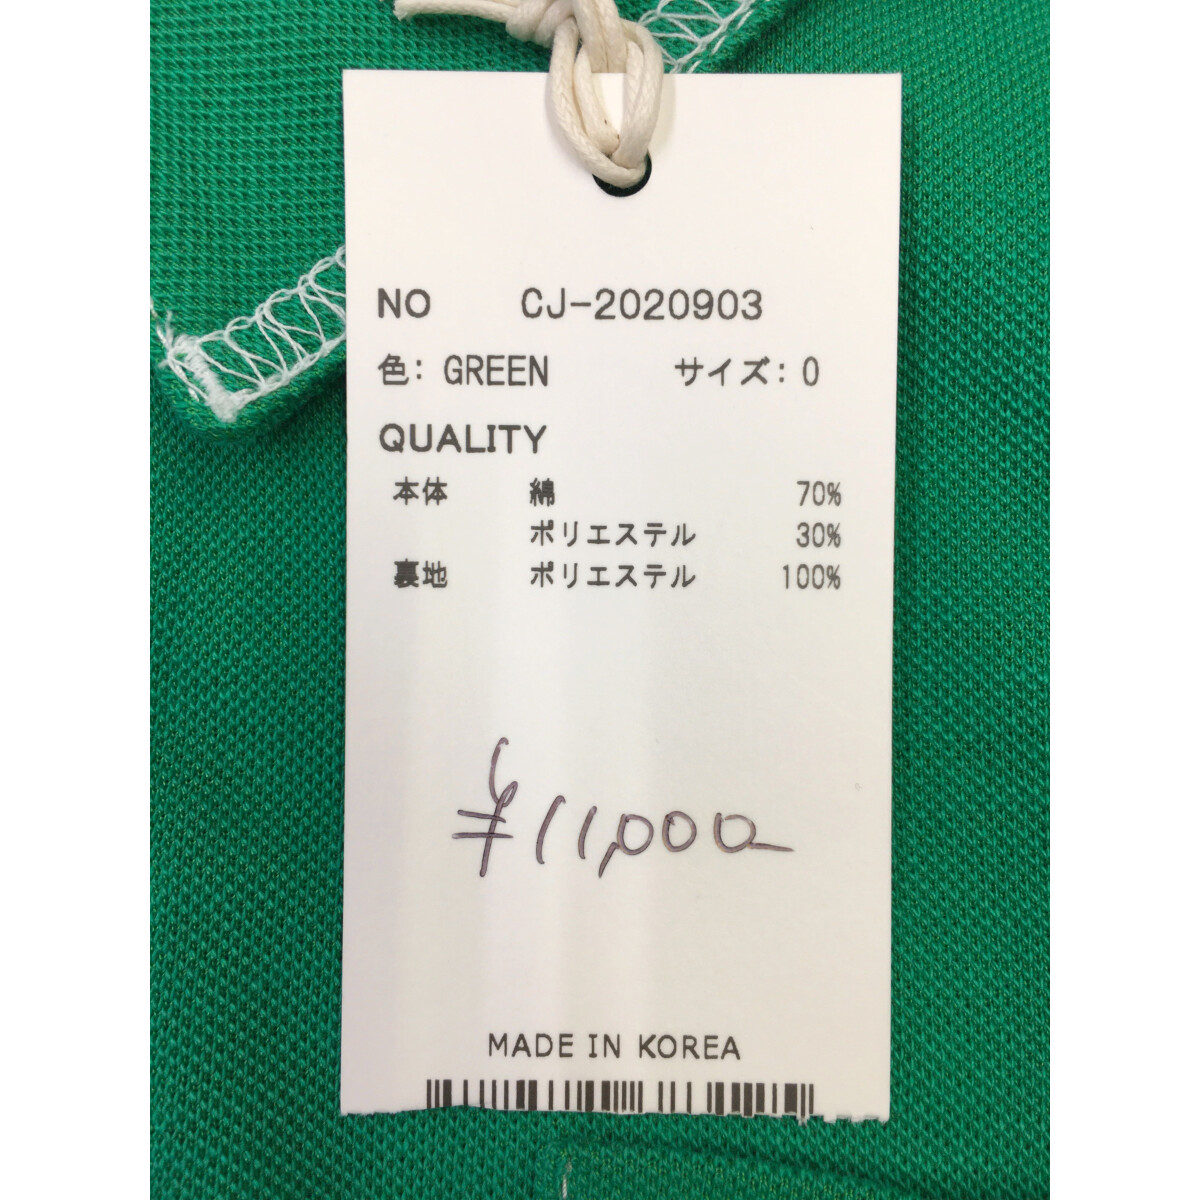 NO CJ-2020903
色: GREEN サイズ: 0
QUALITY
本体 綿 70%
ポリエステル 30%
裏地 ポリエステル 100%
¥11,000-
MADE IN KOREA